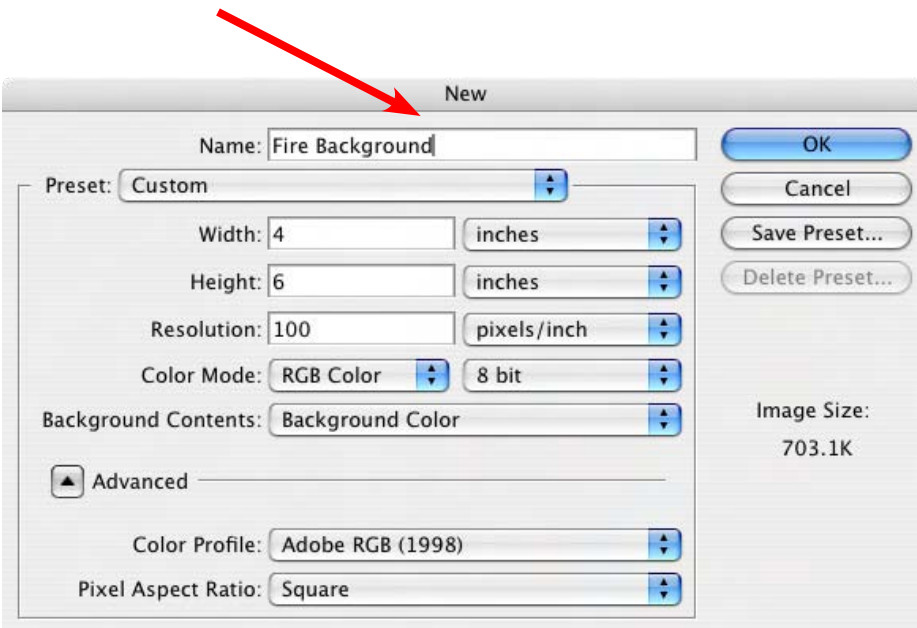 New
Name: Fire Background
OK
Preset: Custom
Cancel
Width: 4 inches
Save Preset...
Height: 6 inches
Delete Preset...
Resolution: 100 pixels/inch
Color Mode: RGB Color 8 bit
Background Contents: Background Color
Image Size:
703.1K
Advanced
Color Profile: Adobe RGB (1998)
Pixel Aspect Ratio: Square